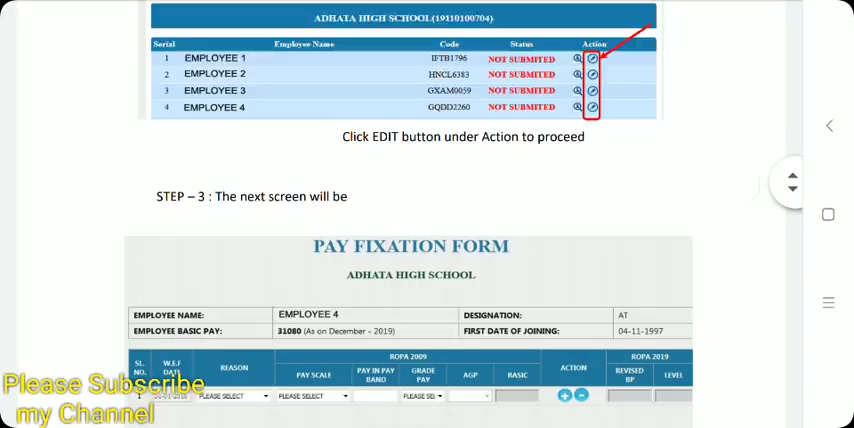 ADHATA HIGH SCHOOL(19110100704)
Serial Employee Name Code Status Action
1 EMPLOYEE 1 IFTB1796 NOT SUBMITED
2 EMPLOYEE 2 HNCL6383 NOT SUBMITED
3 EMPLOYEE 3 GXAM0059 NOT SUBMITED
4 EMPLOYEE 4 GQDD2260 NOT SUBMITED
Click EDIT button under Action to proceed
STEP – 3 : The next screen will be
PAY FIXATION FORM
ADHATA HIGH SCHOOL
EMPLOYEE NAME: EMPLOYEE 4 DESIGNATION: AT
EMPLOYEE BASIC PAY: 31080 (As on December - 2019) FIRST DATE OF JOINING: 04-11-1997
ROPA 2009 ROPA 2019
SL. NO. W.E.F DATE REASON PAY SCALE PAY IN PAY BAND GRADE PAY AGP BASIC ACTION REVISED BP LEVEL
1 PLEASE SELECT PLEASE SELECT PLEASE SEL
Please Subscribe
my Channel